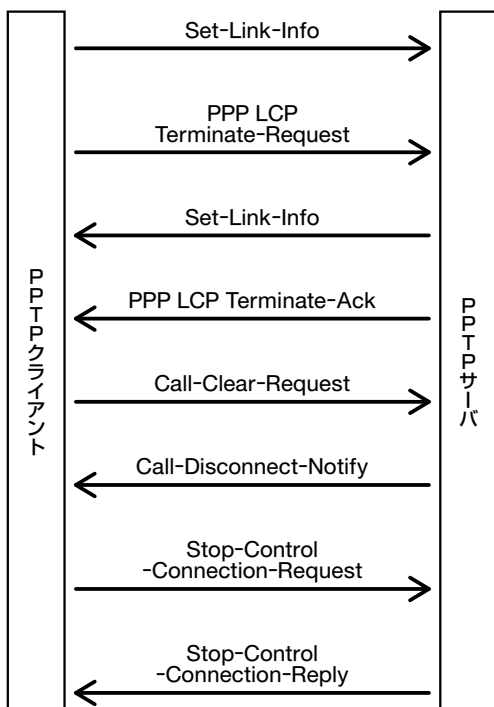 Set-Link-Info
PPP LCP
Terminate-Request
Set-Link-Info
PPP LCP Terminate-Ack
Call-Clear-Request
Call-Disconnect-Notify
Stop-Control
-Connection-Request
Stop-Control
-Connection-Reply
PPTPクライアント
PPTPサーバ